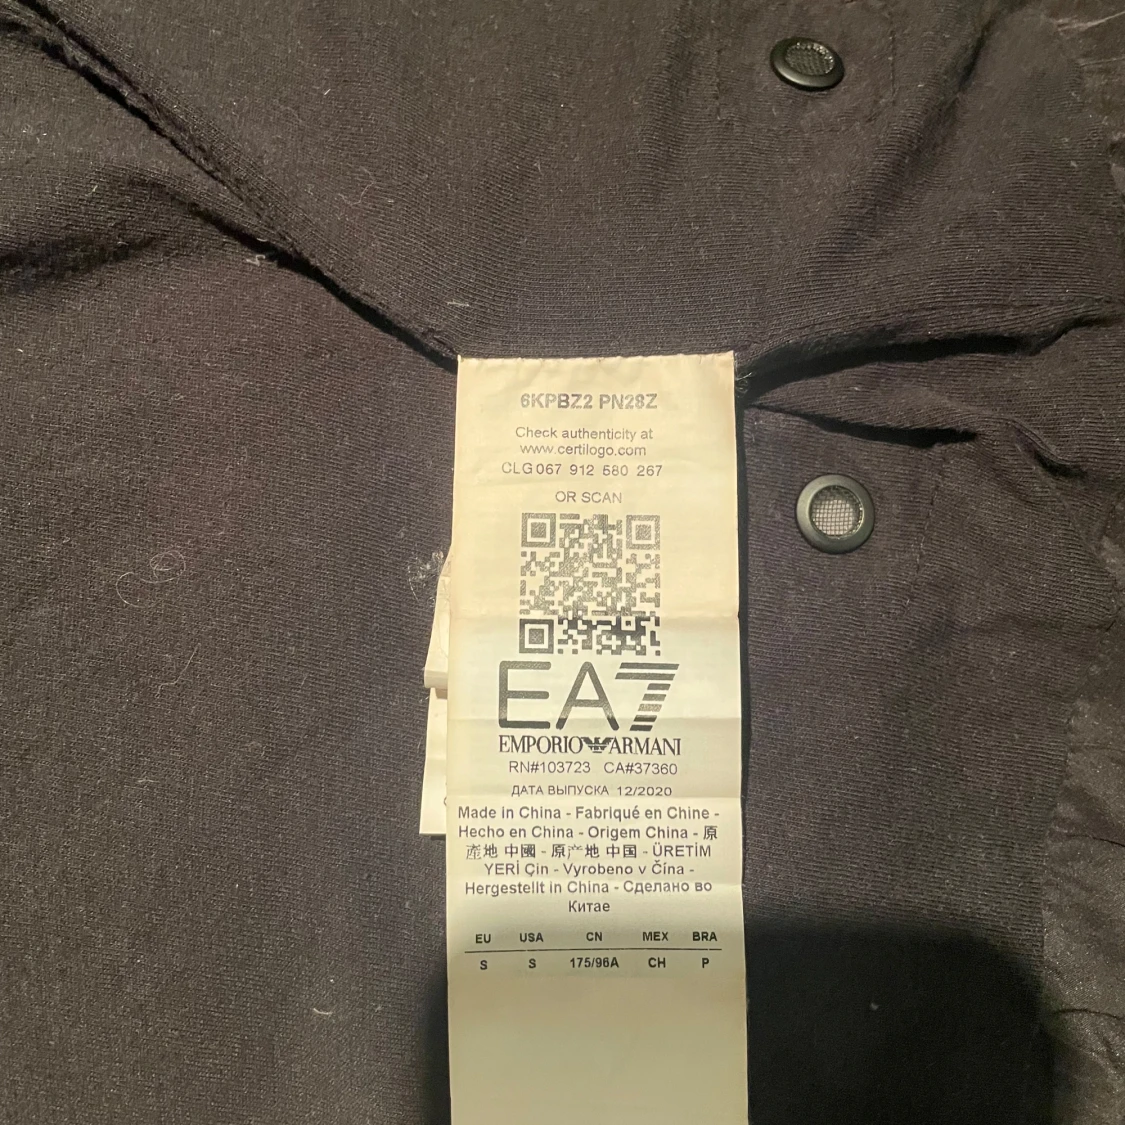 6KPBZ2 PN28Z
Check authenticity at
www.certilogo.com
CLG 067 912 580 267
OR SCAN
EA7
EMPORIO ARMANI
RN#103723 CA#37360
ДАТА ВЫПУСКА 12/2020
Made in China - Fabriqué en Chine -
Hecho en China - Origem China - 原
產地 中國 - 原产地 中国 - ÜRETİM
YERİ Çin - Vyrobeno v Čína -
Hergestellt in China - Сделано во
Китае
EU USA CN MEX BRA
S S 175/96A CH P